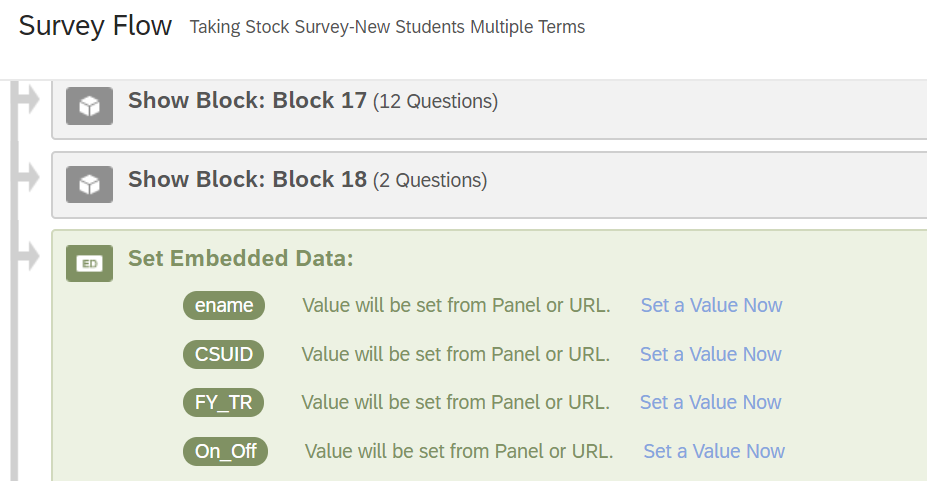 Survey Flow Taking Stock Survey-New Students Multiple Terms
Show Block: Block 17 (12 Questions)
Show Block: Block 18 (2 Questions)
ED Set Embedded Data:
ename Value will be set from Panel or URL. Set a Value Now
CSUID Value will be set from Panel or URL. Set a Value Now
FY_TR Value will be set from Panel or URL. Set a Value Now
On_Off Value will be set from Panel or URL. Set a Value Now